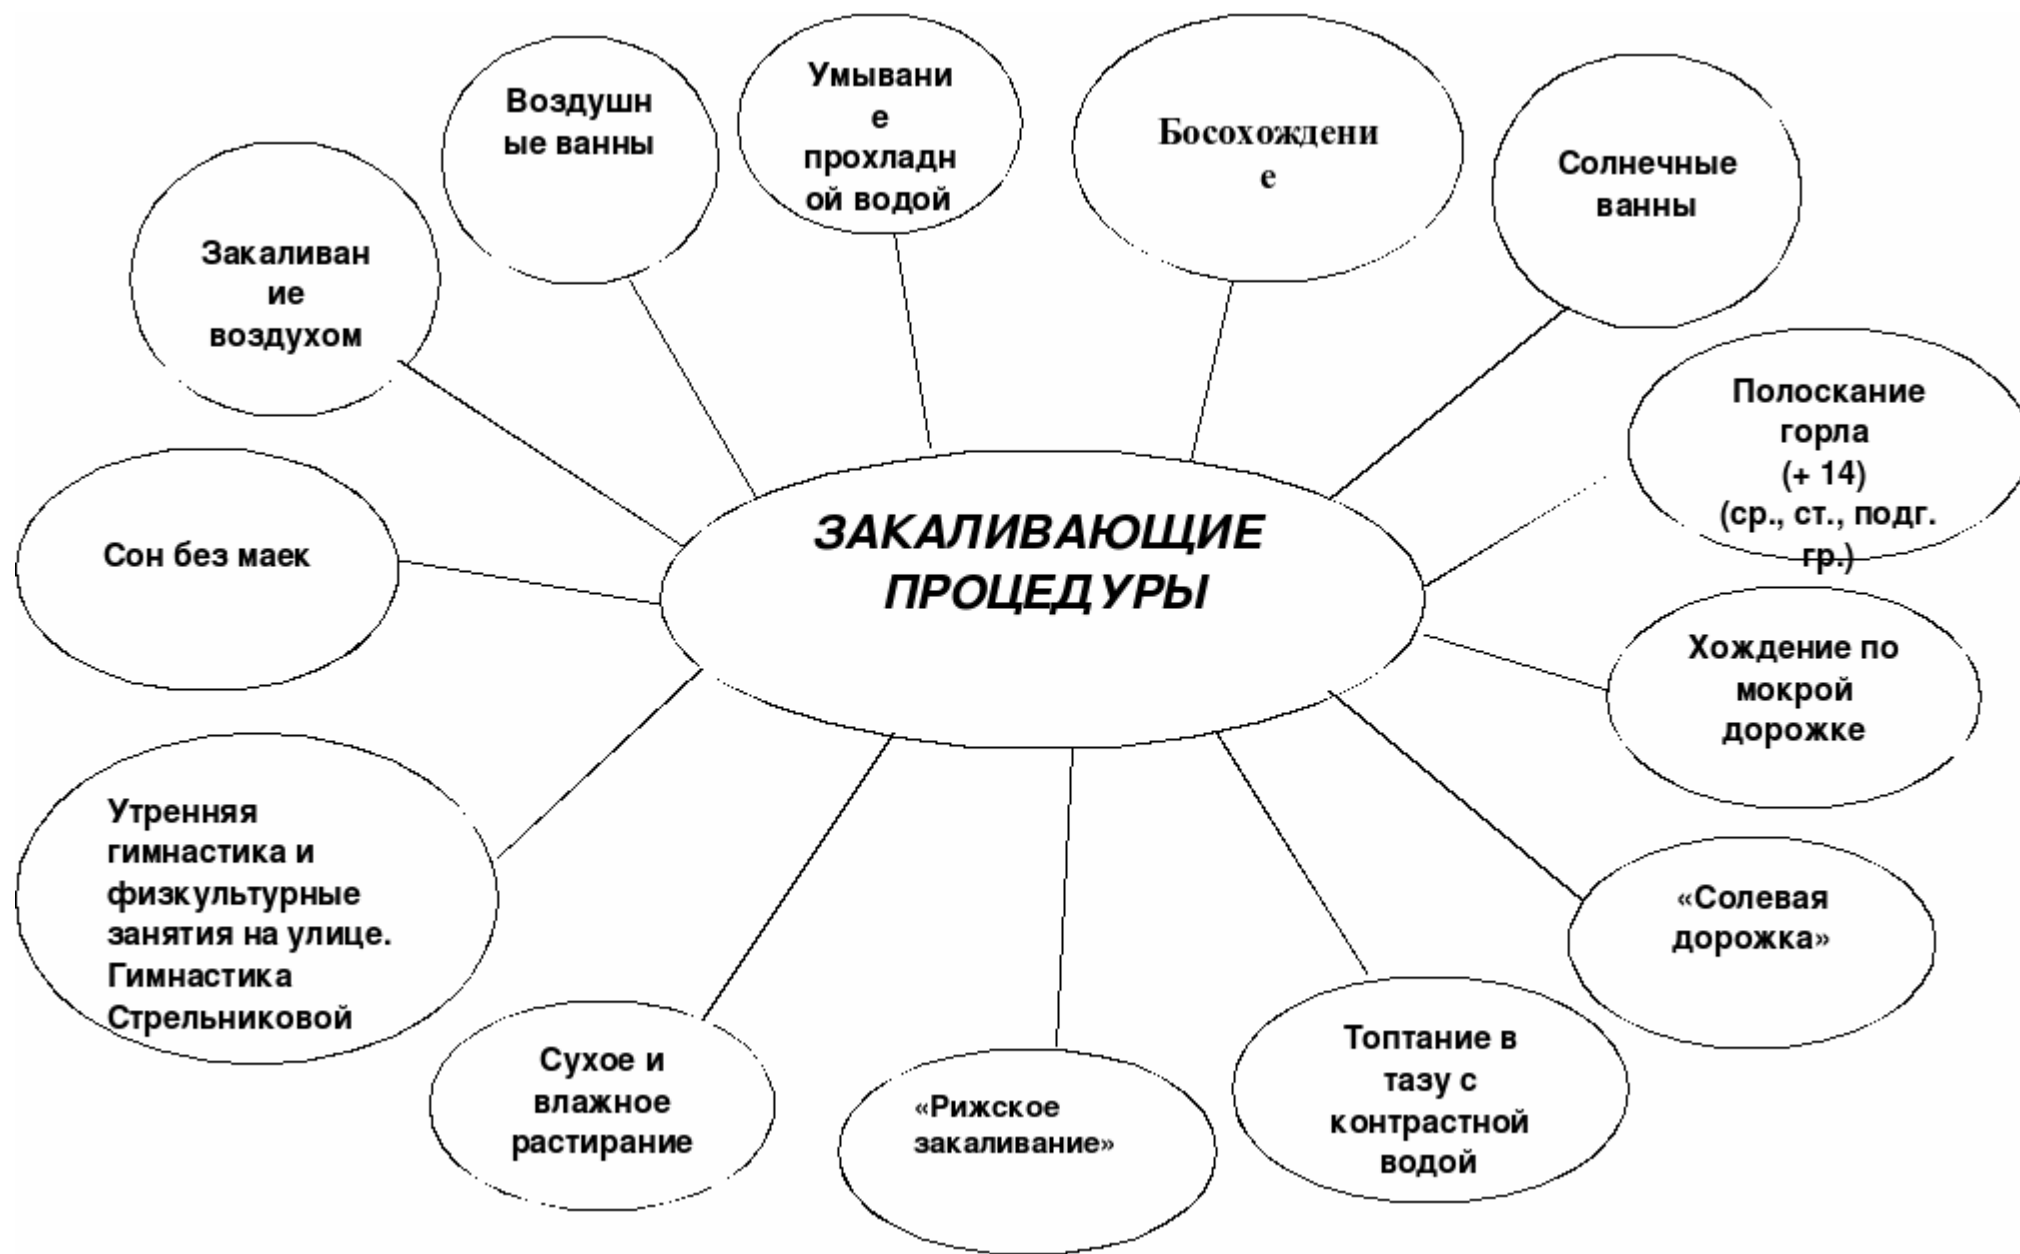 Воздушн
ые ванны
Умывани
е
прохладн
ой водой
Босохождени
е
Солнечные
ванны
Закаливан
ие
воздухом
Полоскание
горла
(+ 14)
(ср., ст., подг.
гр.)
Сон без маек
ЗАКАЛИВАЮЩИЕ
ПРОЦЕДУРЫ
Хождение по
мокрой
дорожке
Утренняя
гимнастика и
физкультурные
занятия на улице.
Гимнастика
Стрельниковой
«Солевая
дорожка»
Сухое и
влажное
растирание
«Рижское
закаливание»
Топтание в
тазу с
контрастной
водой